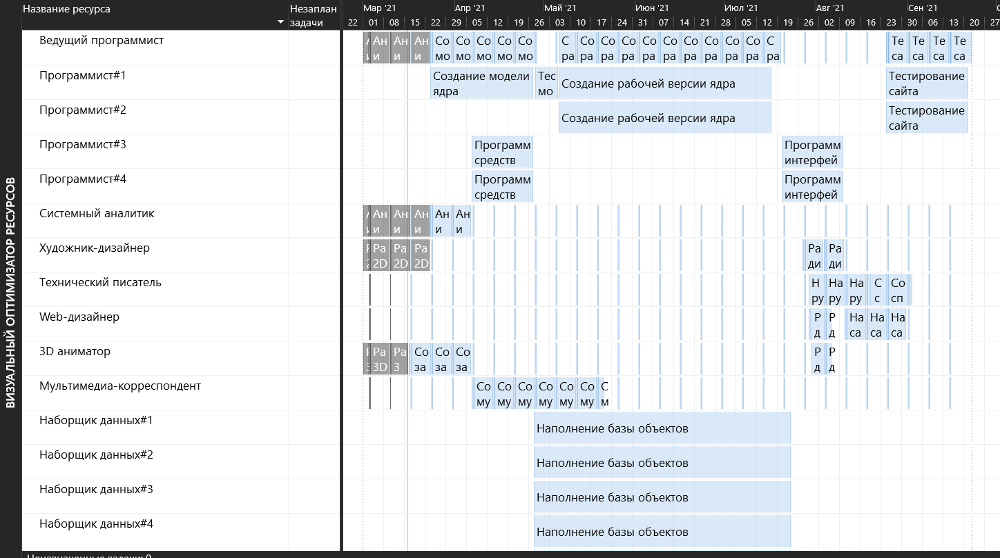 Название ресурса
Незаплан
задачи
Мар '21 Апр '21 Май '21 Июн '21 Июл '21 Авг '21 Сен '21
22 01 08 15 22 29 05 12 19 26 03 10 17 24 31 07 14 21 28 05 12 19 26 02 09 16 23 30 06 13 20 27
ВИЗУАЛЬНЫЙ ОПТИМИЗАТОР РЕСУРСОВ
Ведущий программист
Ан Ан Ан Со Со Со Со Со С Со Со Со Со Со Со Со Со Со С Те Те Те Те
и и и мо мо мо мо мо ра ра ра ра ра ра ра ра ра ра ра са са са са
Программист#1
Создание модели
ядра
Тес
мо
Создание рабочей версии ядра
Тестирование
сайта
Программист#2
Создание рабочей версии ядра
Тестирование
сайта
Программист#3
Программ
средств
Программ
интерфей
Программист#4
Программ
средств
Программ
интерфей
Системный аналитик
Ан Ан Ан Ан Ан
и и и и и
Художник-дизайнер
Ра Ра Ра Ра Ра
2D 2D 2D ди ди
Технический писатель
Н На На С Со
ру ру ру с сп
Web-дизайнер
Р Р На На На
д д са са са
3D аниматор
Ра Ра Со Со Со Р Р
3D 3 за за за д д
Мультимедиа-корреспондент
Со Со Со Со Со Со С
му му му му му му м
Наборщик данных#1
Наполнение базы объектов
Наборщик данных#2
Наполнение базы объектов
Наборщик данных#3
Наполнение базы объектов
Наборщик данных#4
Наполнение базы объектов